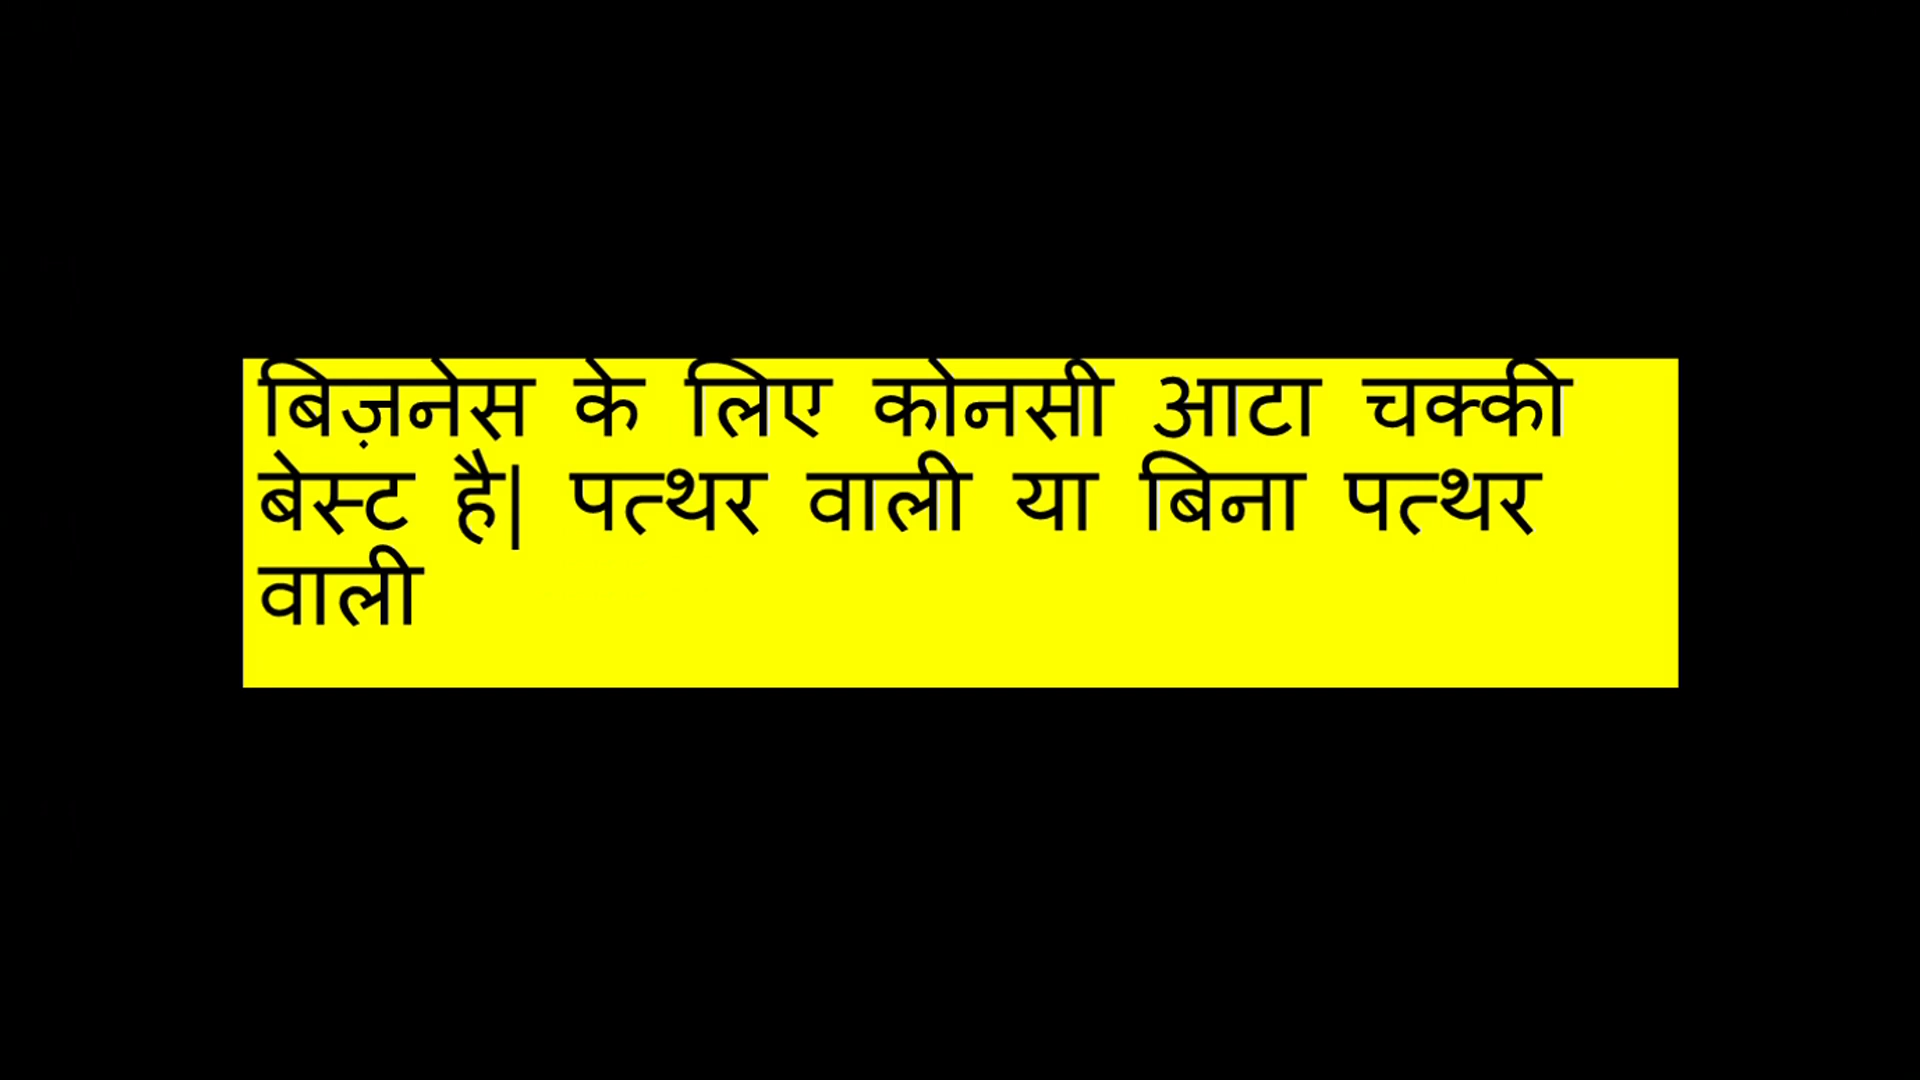 बिज़नेस के लिए कोनसी आटा चक्की
बेस्ट है| पत्थर वाली या बिना पत्थर
वाली